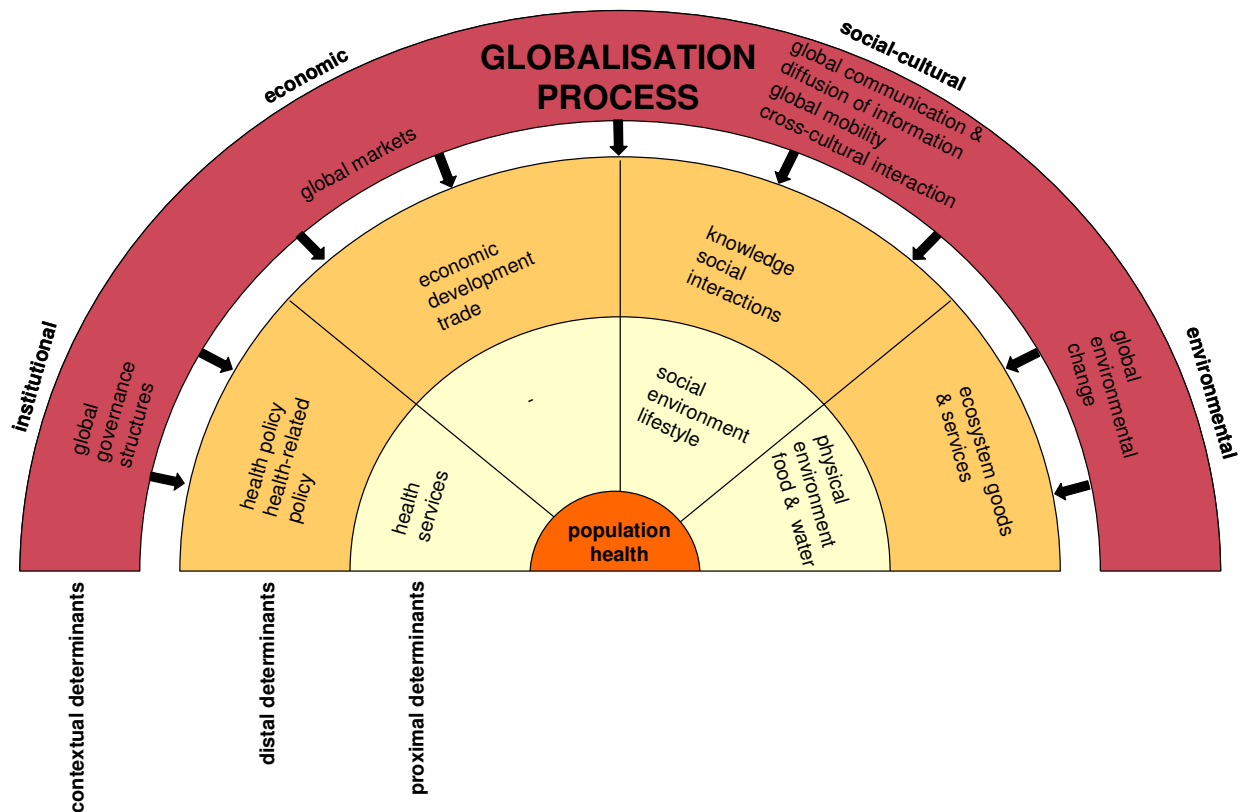 GLOBALISATION
PROCESS
institutional
economic
social-cultural
environmental
global
governance
structures
global markets
global communication &
diffusion of information
global mobility
cross-cultural interaction
global
environmental
change
health policy
health-related
policy
economic
development
trade
knowledge
social
interactions
ecosystem goods
& services
health
services
-
social
environment
lifestyle
physical
environment
food & water
population
health
contextual determinants
distal determinants
proximal determinants